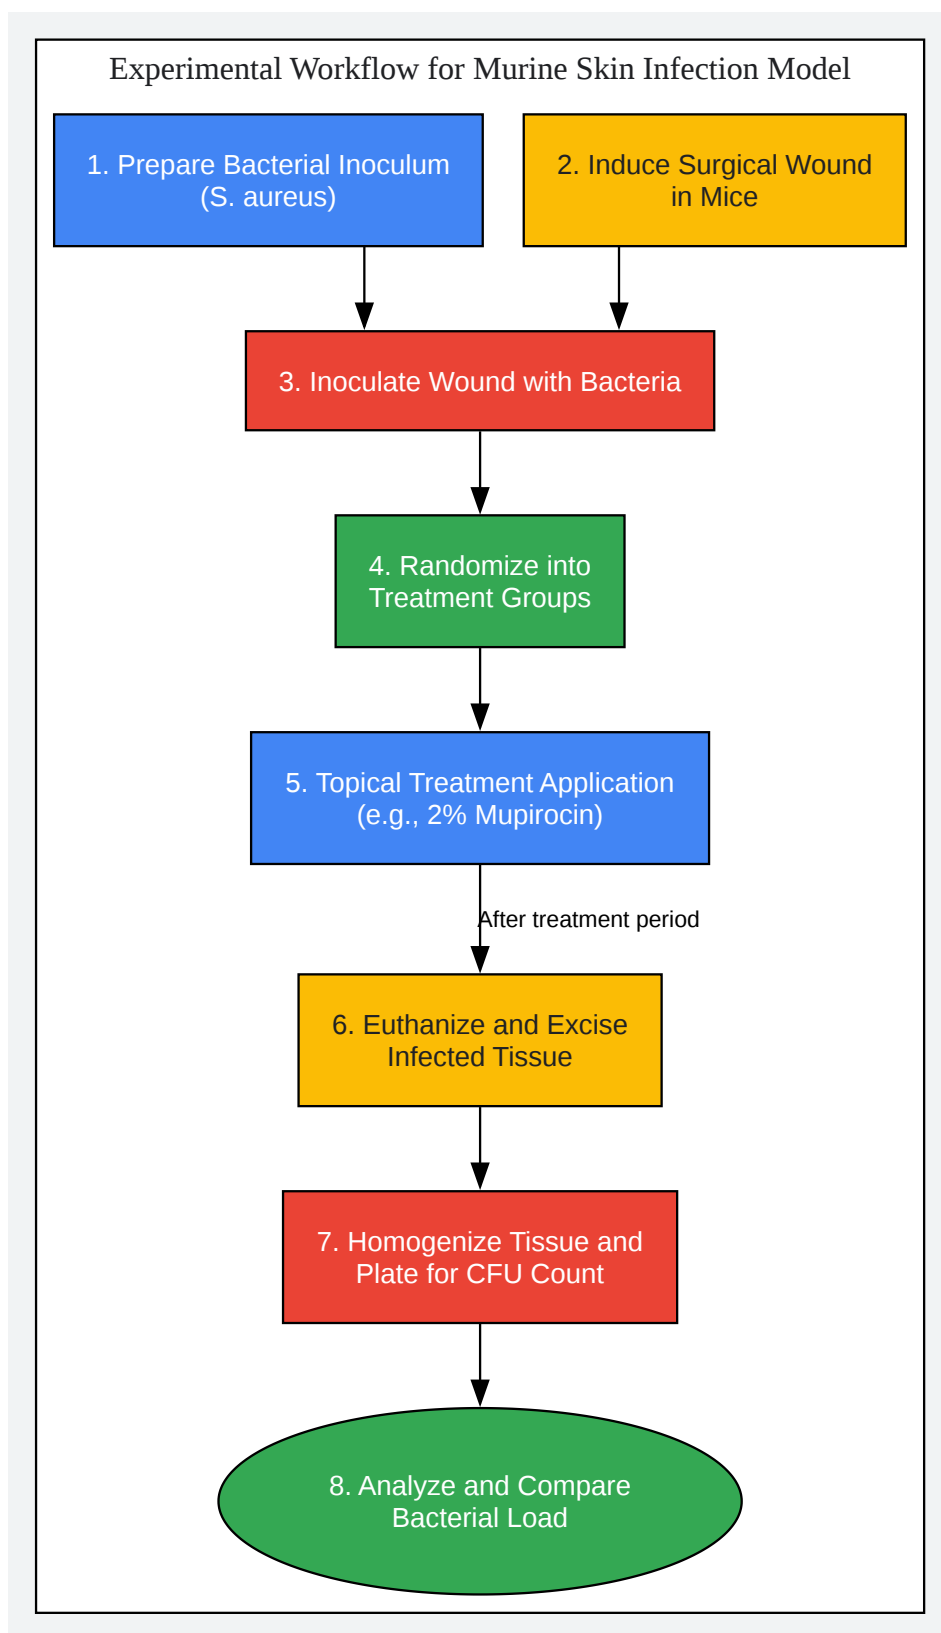 Experimental Workflow for Murine Skin Infection Model
1. Prepare Bacterial Inoculum
(S. aureus)
2. Induce Surgical Wound
in Mice
3. Inoculate Wound with Bacteria
4. Randomize into
Treatment Groups
5. Topical Treatment Application
(e.g., 2% Mupirocin)
After treatment period
6. Euthanize and Excise
Infected Tissue
7. Homogenize Tissue and
Plate for CFU Count
8. Analyze and Compare
Bacterial Load